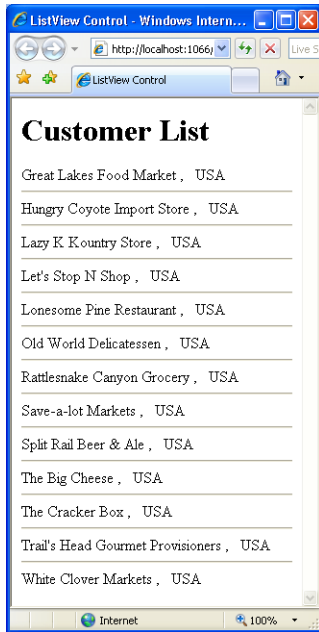 ListView Control - Windows Intern...
http://localhost:1066/
Live S
ListView Control
Customer List
Great Lakes Food Market , USA
Hungry Coyote Import Store , USA
Lazy K Kountry Store , USA
Let's Stop N Shop , USA
Lonesome Pine Restaurant , USA
Old World Delicatessen , USA
Rattlesnake Canyon Grocery , USA
Save-a-lot Markets , USA
Split Rail Beer & Ale , USA
The Big Cheese , USA
The Cracker Box , USA
Trail's Head Gourmet Provisioners , USA
White Clover Markets , USA
Internet
100%